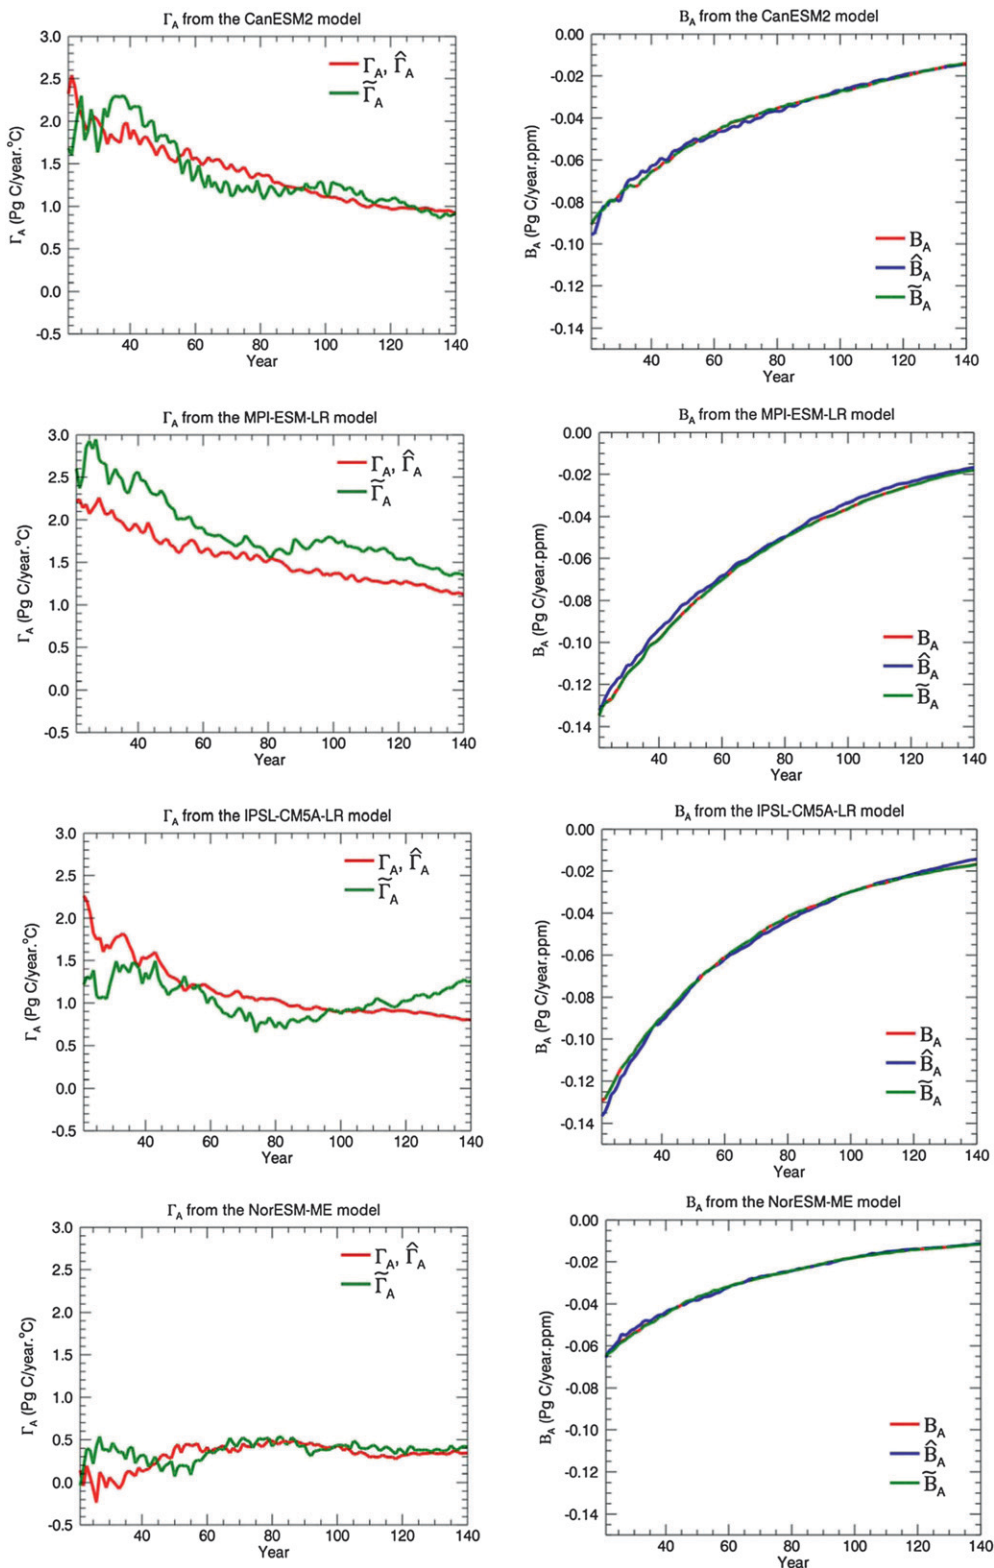 Γ_A from the CanESM2 model
3.0
2.5
2.0
1.5
1.0
0.5
0.0
-0.5
Γ_A (Pg C/year.°C)
Γ_A, Γ̂_A
Γ̃_A
40 60 80 100 120 140
Year
B_A from the CanESM2 model
0.00
-0.02
-0.04
-0.06
-0.08
-0.10
-0.12
-0.14
B_A (Pg C/year.ppm)
B_A
B̂_A
B̃_A
40 60 80 100 120 140
Year
Γ_A from the MPI-ESM-LR model
3.0
2.5
2.0
1.5
1.0
0.5
0.0
-0.5
Γ_A (Pg C/year.°C)
Γ_A, Γ̂_A
Γ̃_A
40 60 80 100 120 140
Year
B_A from the MPI-ESM-LR model
0.00
-0.02
-0.04
-0.06
-0.08
-0.10
-0.12
-0.14
B_A (Pg C/year.ppm)
B_A
B̂_A
B̃_A
40 60 80 100 120 140
Year
Γ_A from the IPSL-CM5A-LR model
3.0
2.5
2.0
1.5
1.0
0.5
0.0
-0.5
Γ_A (Pg C/year.°C)
Γ_A, Γ̂_A
Γ̃_A
40 60 80 100 120 140
Year
B_A from the IPSL-CM5A-LR model
0.00
-0.02
-0.04
-0.06
-0.08
-0.10
-0.12
-0.14
B_A (Pg C/year.ppm)
B_A
B̂_A
B̃_A
40 60 80 100 120 140
Year
Γ_A from the NorESM-ME model
3.0
2.5
2.0
1.5
1.0
0.5
0.0
-0.5
Γ_A (Pg C/year.°C)
Γ_A, Γ̂_A
Γ̃_A
40 60 80 100 120 140
Year
B_A from the NorESM-ME model
0.00
-0.02
-0.04
-0.06
-0.08
-0.10
-0.12
-0.14
B_A (Pg C/year.ppm)
B_A
B̂_A
B̃_A
40 60 80 100 120 140
Year